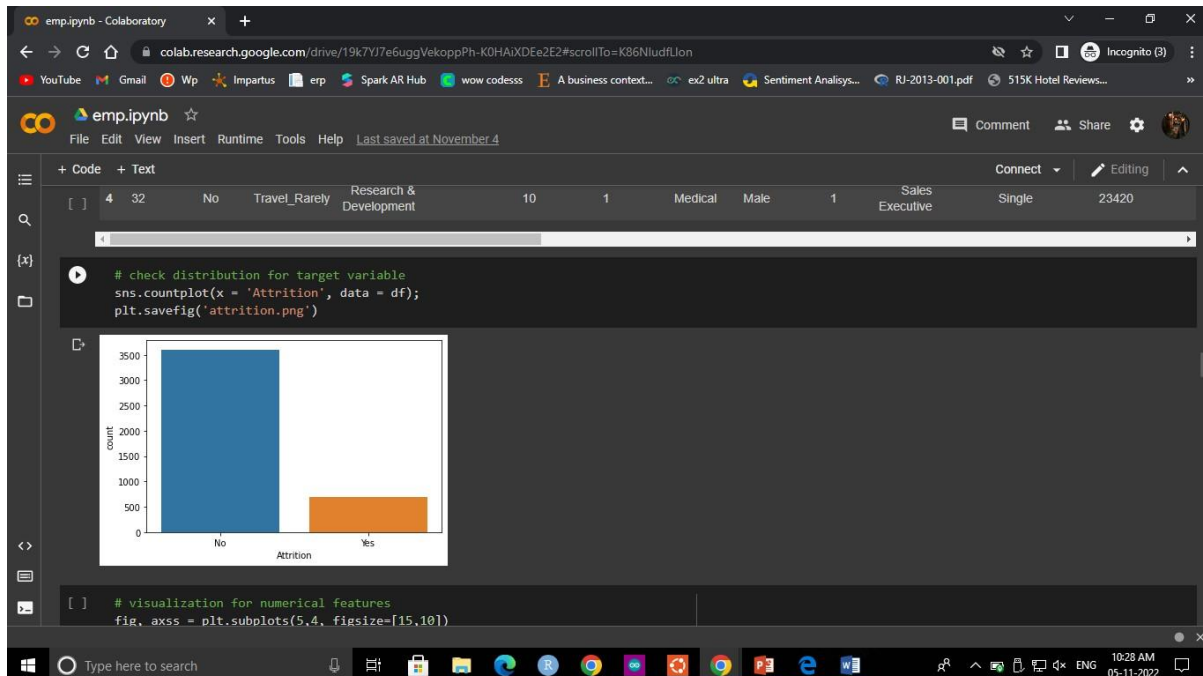 emp.ipynb - Colaboratory
colab.research.google.com/drive/19k7YJ7e6uggVekoppPh-K0HAiXDEe2E2#scrollTo=K86NIudfLIon
Incognito (3)
YouTube Gmail Wp Impartus erp Spark AR Hub wow codesss A business context... ex2 ultra Sentiment Analisys... RJ-2013-001.pdf 515K Hotel Reviews...
emp.ipynb
Comment Share
File Edit View Insert Runtime Tools Help Last saved at November 4
+ Code + Text Connect Editing
[ ] 4 32 No Travel_Rarely Research & Development 10 1 Medical Male 1 Sales Executive Single 23420
{x}
# check distribution for target variable
sns.countplot(x = 'Attrition', data = df);
plt.savefig('attrition.png')
3500
3000
2500
2000
1500
1000
500
0
count
No Yes
Attrition
[ ] # visualization for numerical features
fig, axss = plt.subplots(5,4, figsize=[15,10])
Type here to search
ENG
10:28 AM
05-11-2022